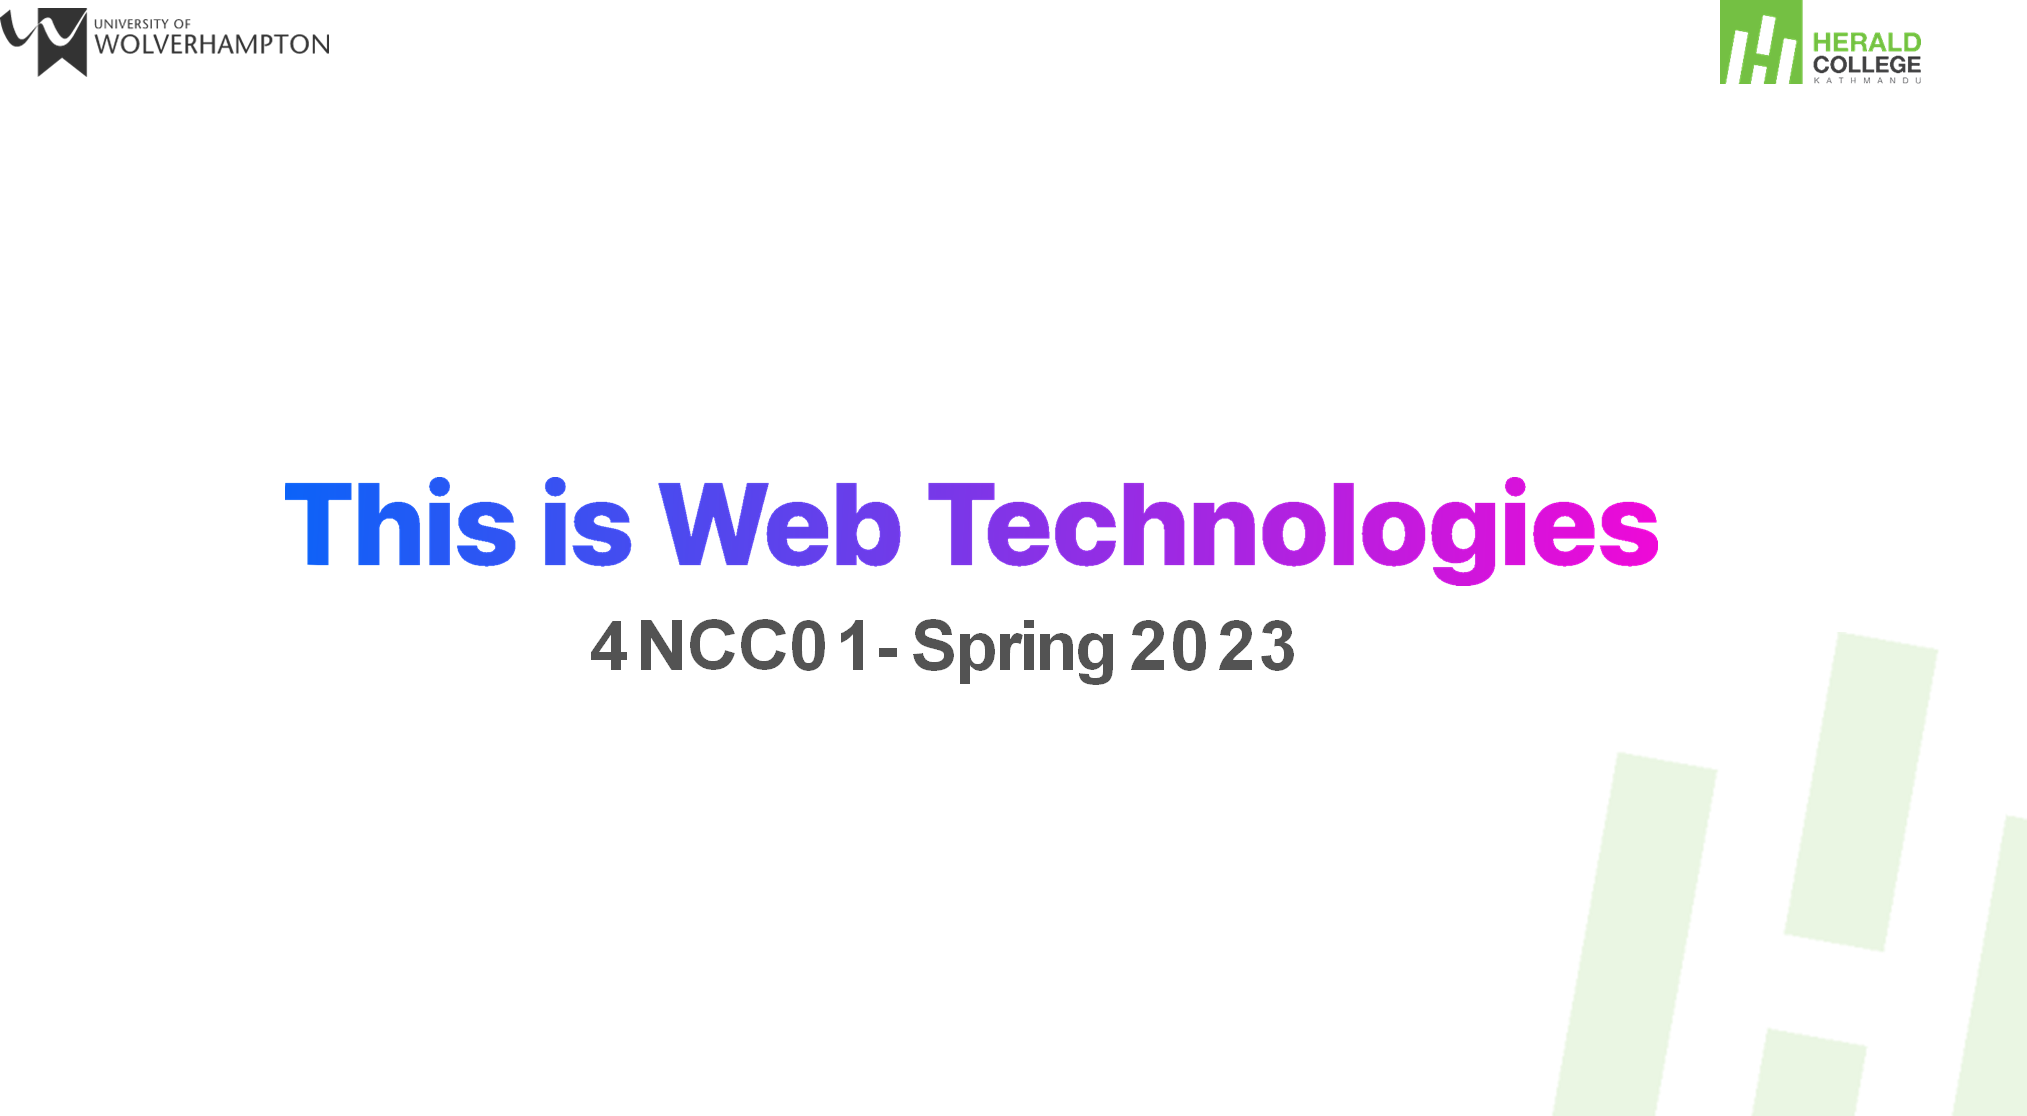 UNIVERSITY OF
WOLVERHAMPTON
HERALD
COLLEGE
KATHMANDU
This is Web Technologies
4NCC01- Spring 2023